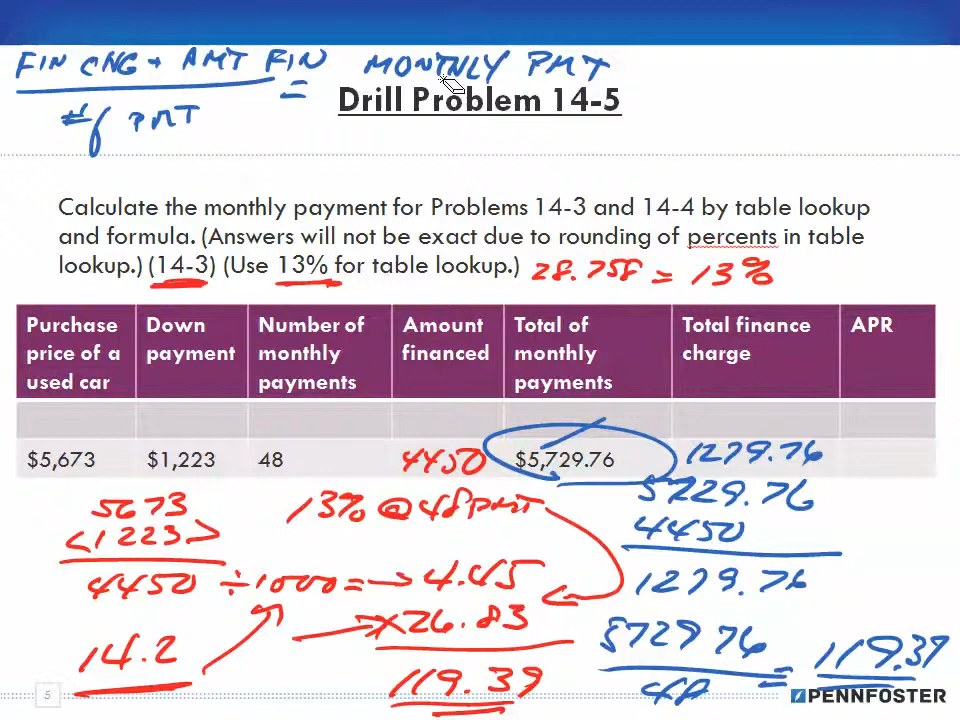 FIN CHG + AMT FIN = MONTHLY PMT
# of PMT
Drill Problem 14-5
Calculate the monthly payment for Problems 14-3 and 14-4 by table lookup
and formula. (Answers will not be exact due to rounding of percents in table
lookup.) (14-3) (Use 13% for table lookup.) 28.758 = 13%
Purchase price of a used car
Down payment
Number of monthly payments
Amount financed
Total of monthly payments
Total finance charge
APR
$5,673 $1,223 48 4450 $5,729.76 1279.76
5673
<1223>
4450 ÷ 1000 = → 4.45
13% @ 48 PMT
× 26.83
119.39
14.2
5729.76
4450
1279.76
5729 76
48
= 119.39
5
PENNFOSTER